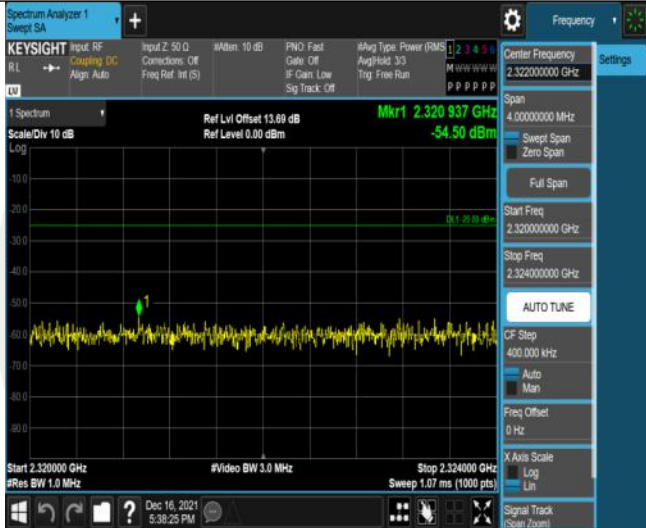 Spectrum Analyzer 1
Swept SA
+
Frequency
KEYSIGHT
RL
LV
Input: RF
Coupling: DC
Align: Auto
Input Z: 50 Ω
Corrections: Off
Freq Ref: Int (S)
#Atten: 10 dB
PNO: Fast
Gate: Off
IF Gain: Low
Sig Track: Off
#Avg Type: Power (RMS
Avg|Hold: 3/3
Trig: Free Run
1 2 3 4 5 6
M W W W W W
P P P P P P
1 Spectrum
Scale/Div 10 dB
Log
Ref Lvl Offset 13.69 dB
Ref Level 0.00 dBm
Mkr1 2.320 937 GHz
-54.50 dBm
-10.0
-20.0
DL1 -25.00 dBm
-30.0
-40.0
-50.0
1
-60.0
-70.0
-80.0
-90.0
Start 2.320000 GHz
#Res BW 1.0 MHz
#Video BW 3.0 MHz
Stop 2.324000 GHz
Sweep 1.07 ms (1000 pts)
?
Dec 16, 2021
5:38:25 PM
Center Frequency
2.322000000 GHz
Settings
Span
4.00000000 MHz
Swept Span
Zero Span
Full Span
Start Freq
2.320000000 GHz
Stop Freq
2.324000000 GHz
AUTO TUNE
CF Step
400.000 kHz
Auto
Man
Freq Offset
0 Hz
X Axis Scale
Log
Lin
Signal Track
(Span Zoom)